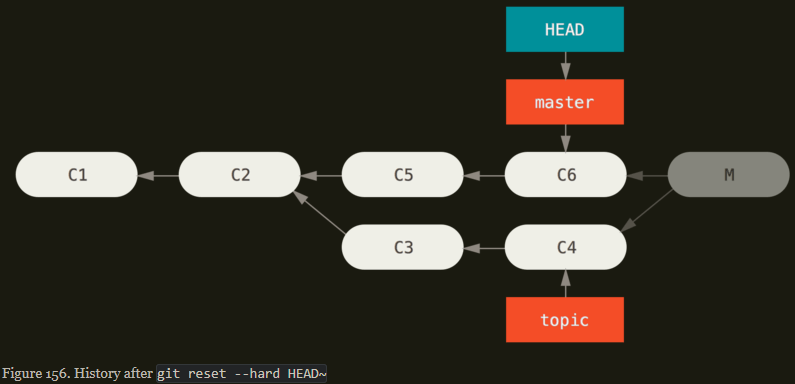 HEAD
master
C1 C2 C5 C6 M
C3 C4
topic
Figure 156. History after git reset --hard HEAD~